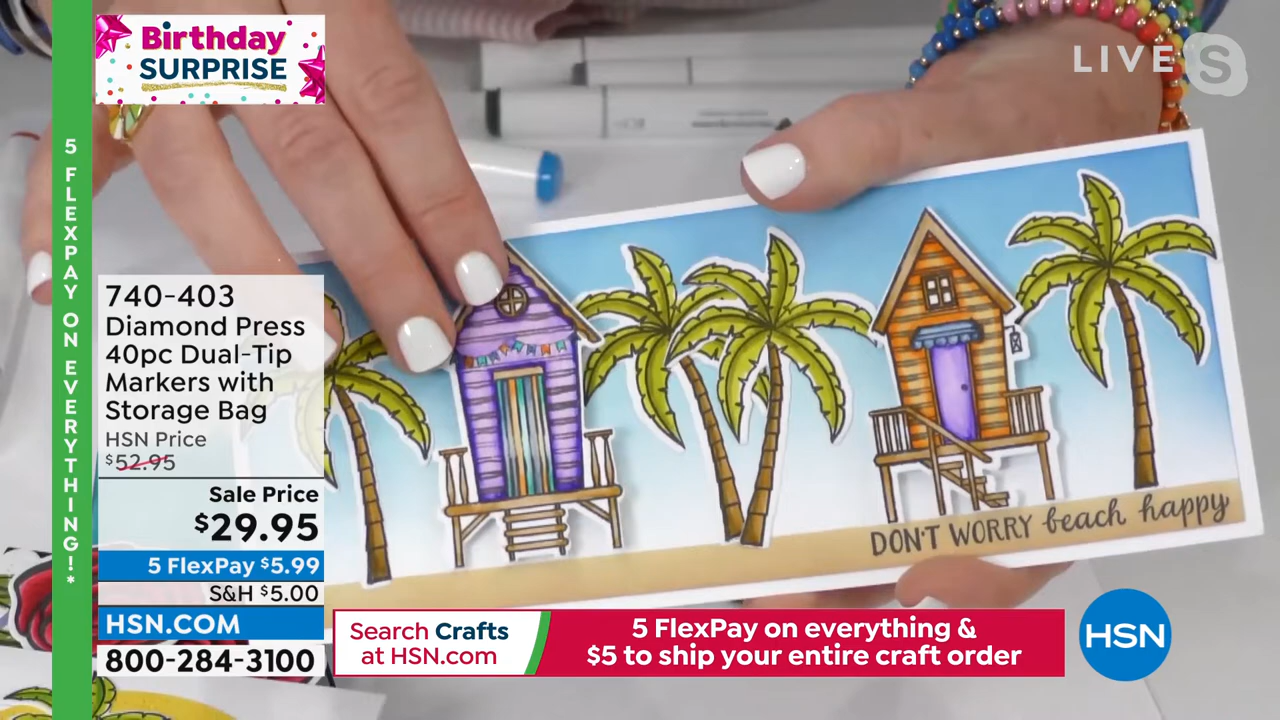 Birthday
SURPRISE
LIVE S
5 FLEXPAY ON EVERYTHING!*
740-403
Diamond Press
40pc Dual-Tip
Markers with
Storage Bag
HSN Price
$52.95
Sale Price
$29.95
5 FlexPay $5.99
S&H $5.00
HSN.COM
800-284-3100
DON'T WORRY beach happy
Search Crafts
at HSN.com
5 FlexPay on everything &
$5 to ship your entire craft order
HSN